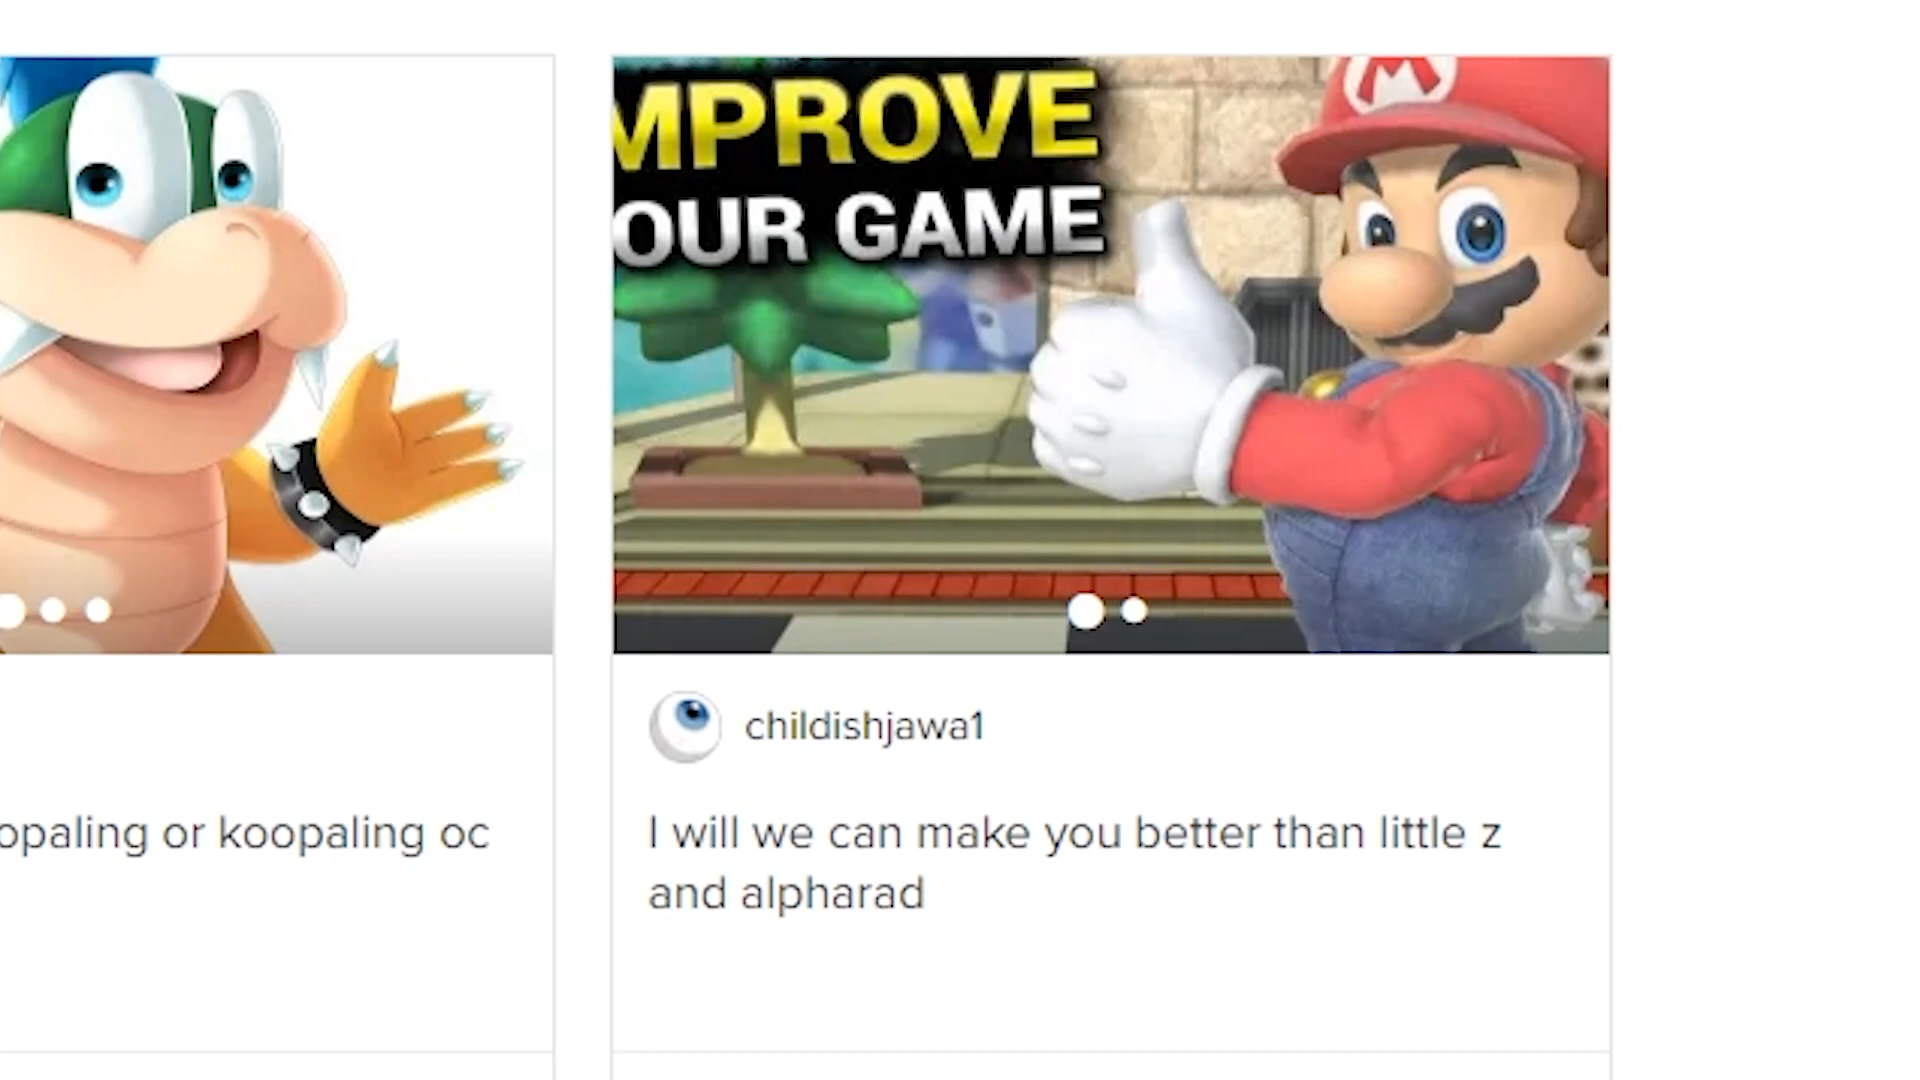 MPROVE
OUR GAME
childishjawa1
opaling or koopaling oc
I will we can make you better than little z
and alpharad